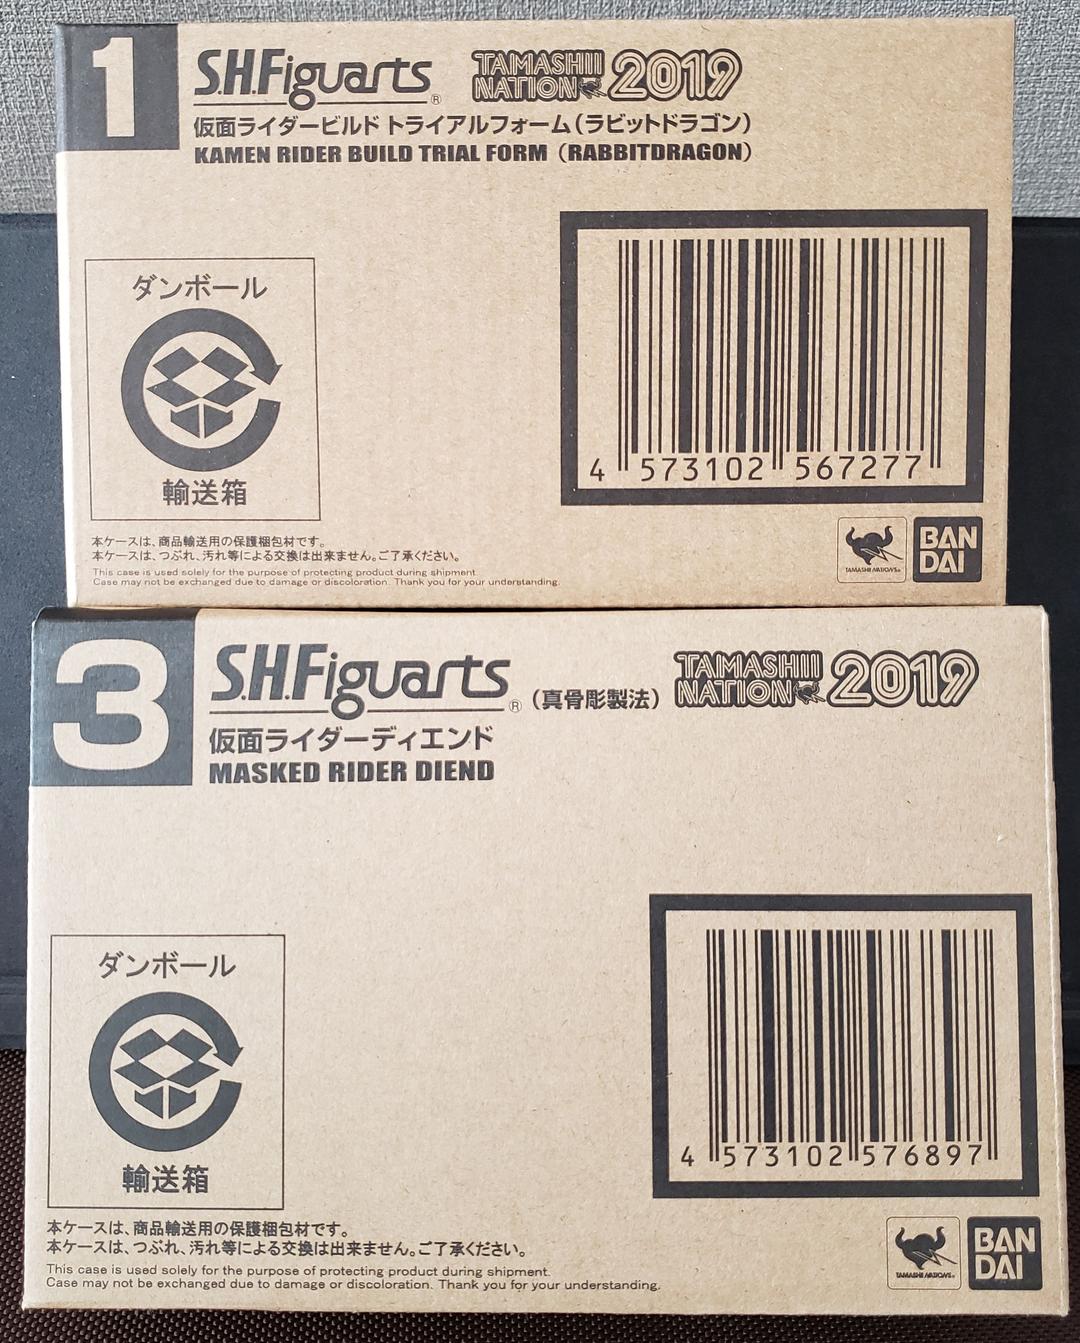 1
S.H.Figuarts® TAMASHII NATION 2019
仮面ライダービルド トライアルフォーム(ラビットドラゴン)
KAMEN RIDER BUILD TRIAL FORM (RABBITDRAGON)
ダンボール
輸送箱
4 573102 567277
本ケースは、商品輸送用の保護梱包材です。
本ケースは、つぶれ、汚れ等による交換は出来ません。ご了承ください。
This case is used solely for the purpose of protecting product during shipment.
Case may not be exchanged due to damage or discoloration. Thank you for your understanding.
TAMASHII NATIONS®
BAN
DAI
3
S.H.Figuarts® (真骨彫製法) TAMASHII NATION 2019
仮面ライダーディエンド
MASKED RIDER DIEND
ダンボール
輸送箱
4 573102 576897
本ケースは、商品輸送用の保護梱包材です。
本ケースは、つぶれ、汚れ等による交換は出来ません。ご了承ください。
This case is used solely for the purpose of protecting product during shipment.
Case may not be exchanged due to damage or discoloration. Thank you for your understanding.
TAMASHII NATIONS®
BAN
DAI